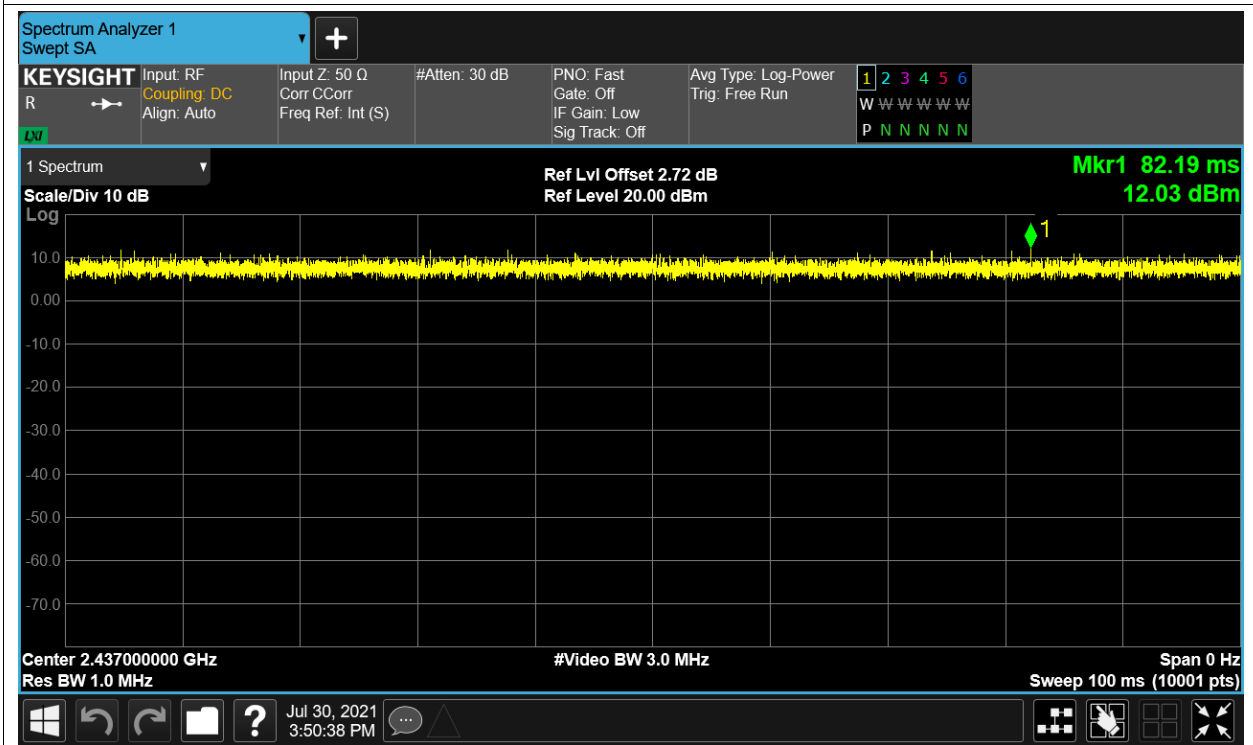 Spectrum Analyzer 1
Swept SA
+
KEYSIGHT
R
LXI
Input: RF
Coupling: DC
Align: Auto
Input Z: 50 Ω
Corr CCorr
Freq Ref: Int (S)
#Atten: 30 dB
PNO: Fast
Gate: Off
IF Gain: Low
Sig Track: Off
Avg Type: Log-Power
Trig: Free Run
1 2 3 4 5 6
W W W W W W
P N N N N N
1 Spectrum
Scale/Div 10 dB
Ref Lvl Offset 2.72 dB
Ref Level 20.00 dBm
Mkr1 82.19 ms
12.03 dBm
Log
1
10.0
0.00
-10.0
-20.0
-30.0
-40.0
-50.0
-60.0
-70.0
Center 2.437000000 GHz
Res BW 1.0 MHz
#Video BW 3.0 MHz
Span 0 Hz
Sweep 100 ms (10001 pts)
?
Jul 30, 2021
3:50:38 PM